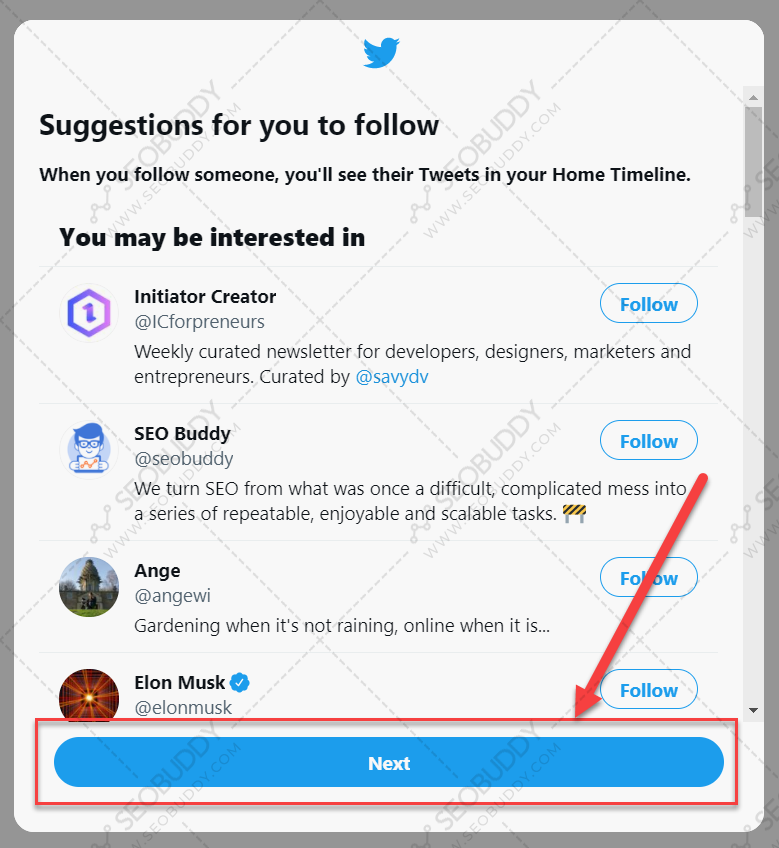 Suggestions for you to follow
When you follow someone, you'll see their Tweets in your Home Timeline.
You may be interested in
Initiator Creator
@ICforpreneurs
Follow
Weekly curated newsletter for developers, designers, marketers and
entrepreneurs. Curated by @savydv
SEO Buddy
@seobuddy
Follow
We turn SEO from what was once a difficult, complicated mess into
a series of repeatable, enjoyable and scalable tasks. 🚧
Ange
@angewi
Follow
Gardening when it's not raining, online when it is...
Elon Musk
@elonmusk
Follow
Next
SEOBUDDY
WWW.SEOBUDDY.COM